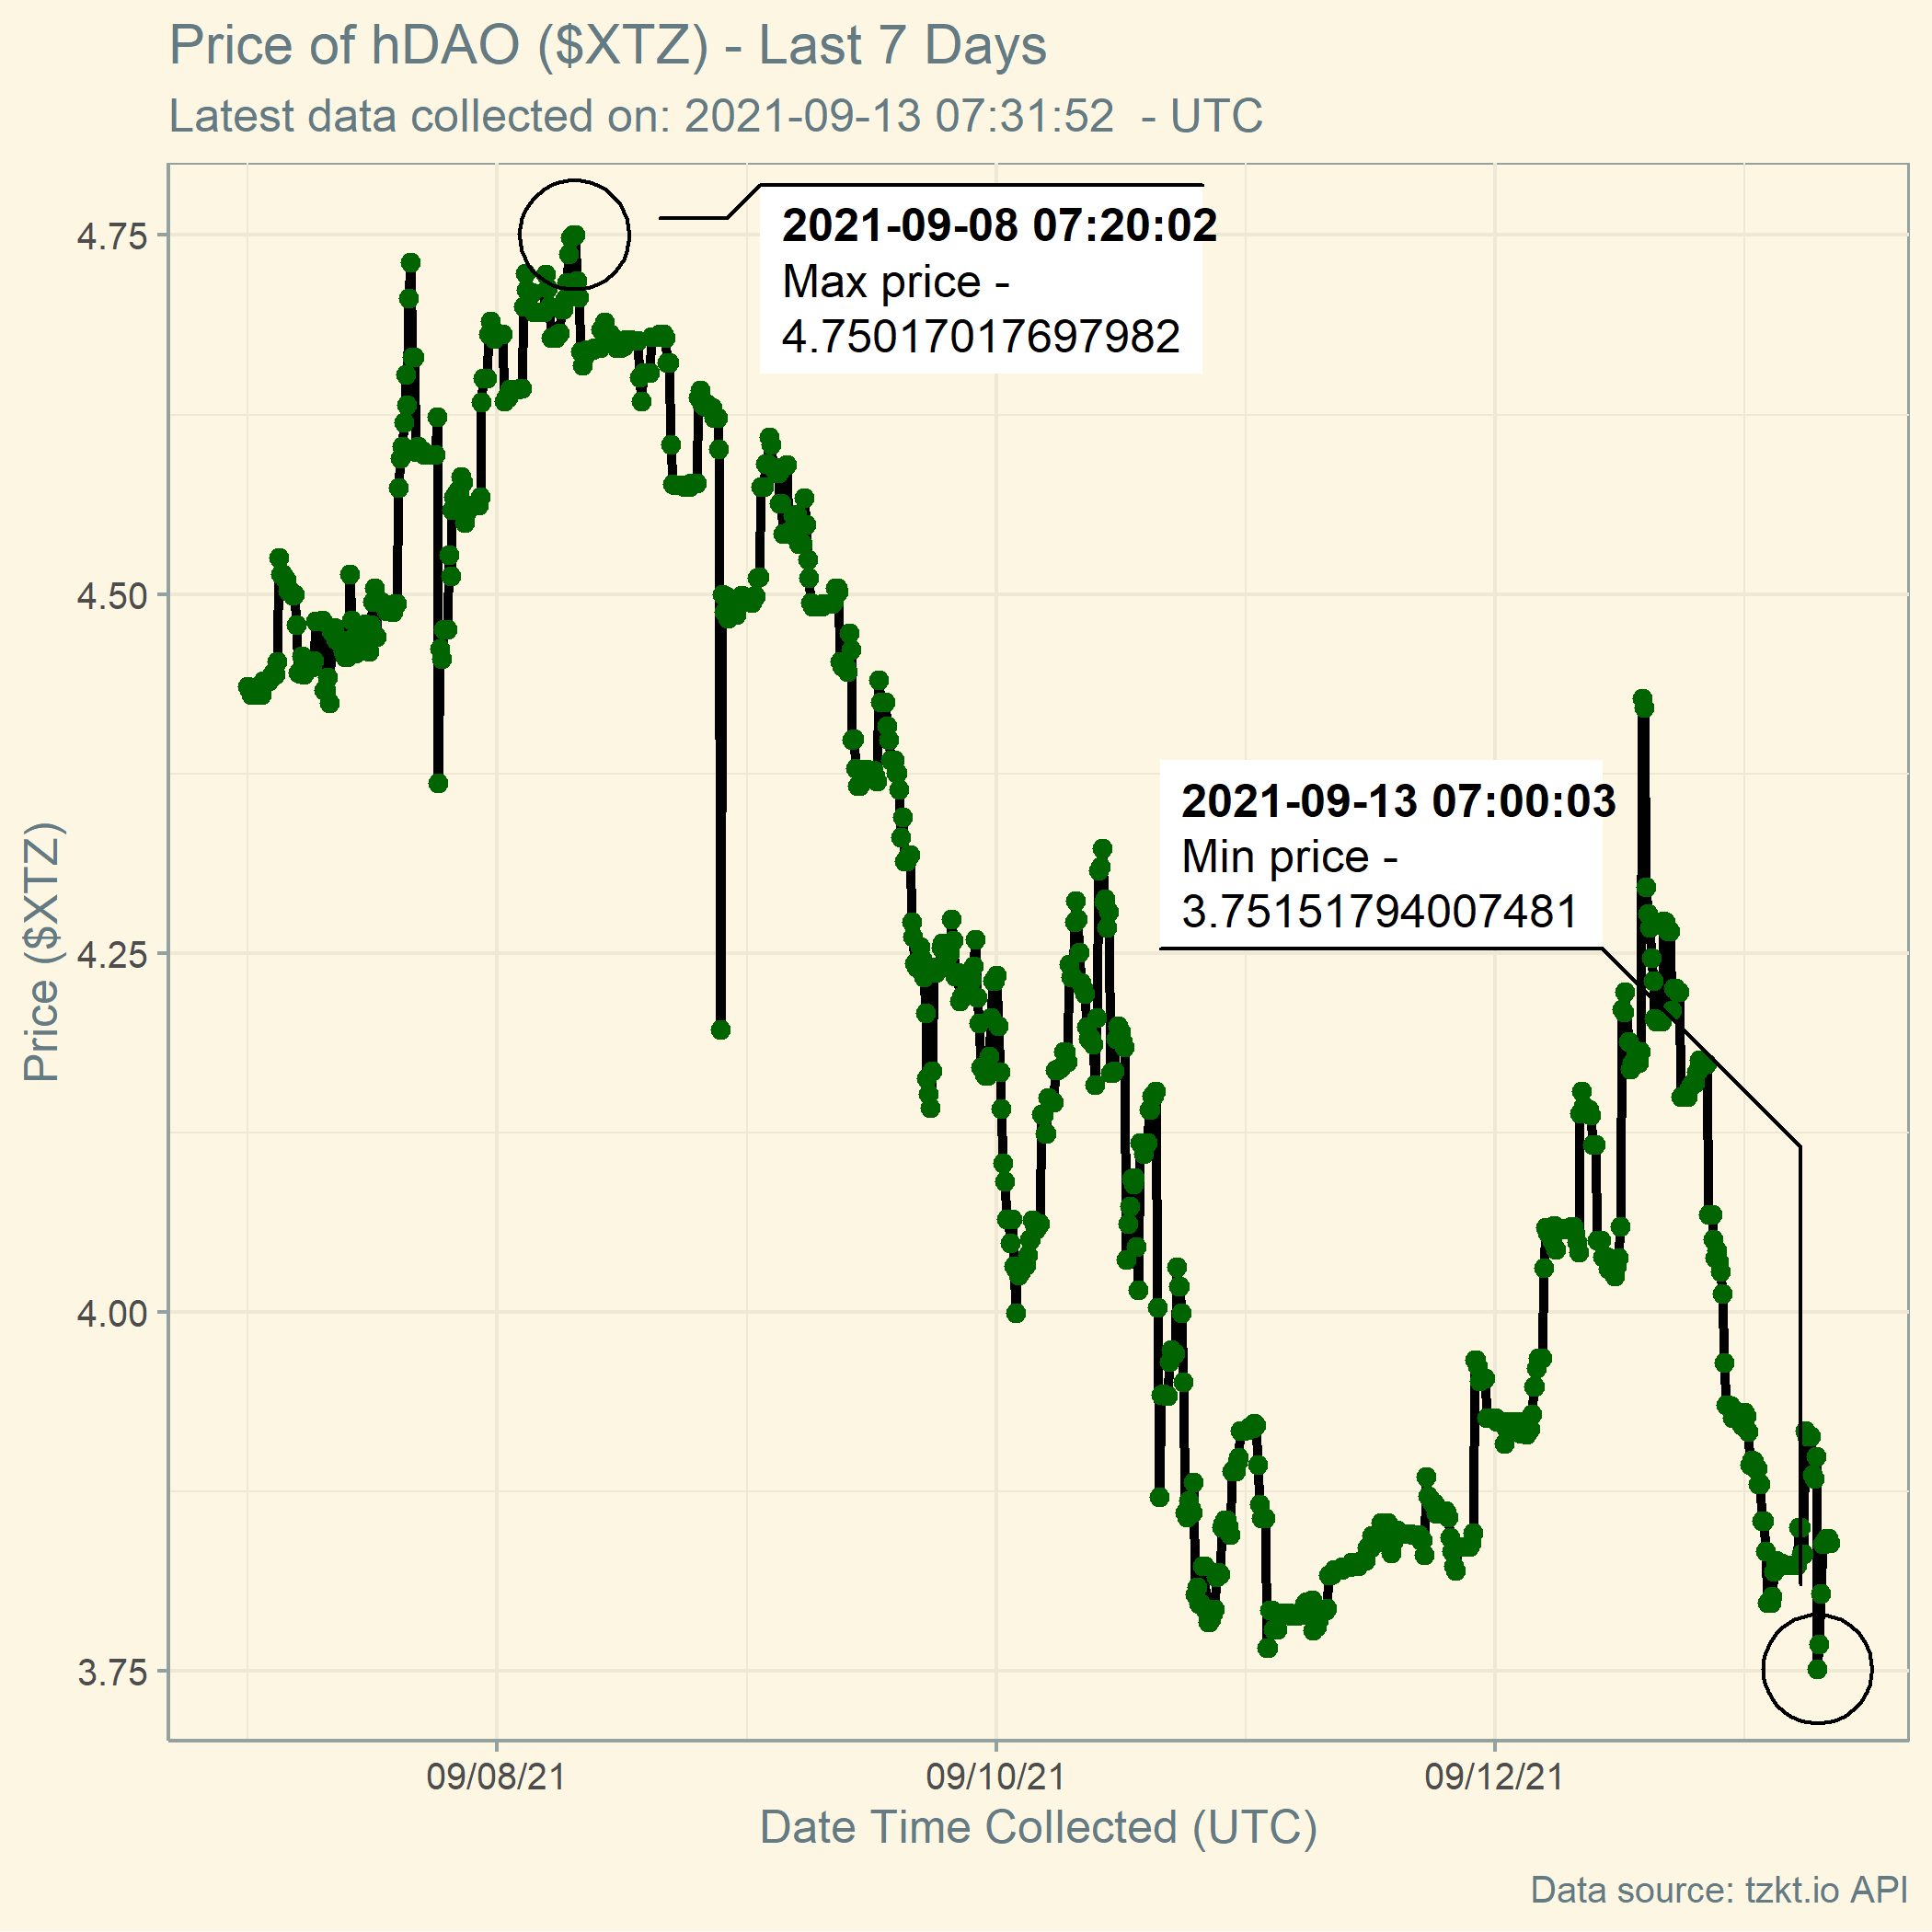 Price of hDAO ($XTZ) - Last 7 Days
Latest data collected on: 2021-09-13 07:31:52  - UTC
2021-09-08 07:20:02
Max price -
4.75017017697982
2021-09-13 07:00:03
Min price -
3.75151794007481
Price ($XTZ)
4.75
4.50
4.25
4.00
3.75
09/08/21
09/10/21
09/12/21
Date Time Collected (UTC)
Data source: tzkt.io API